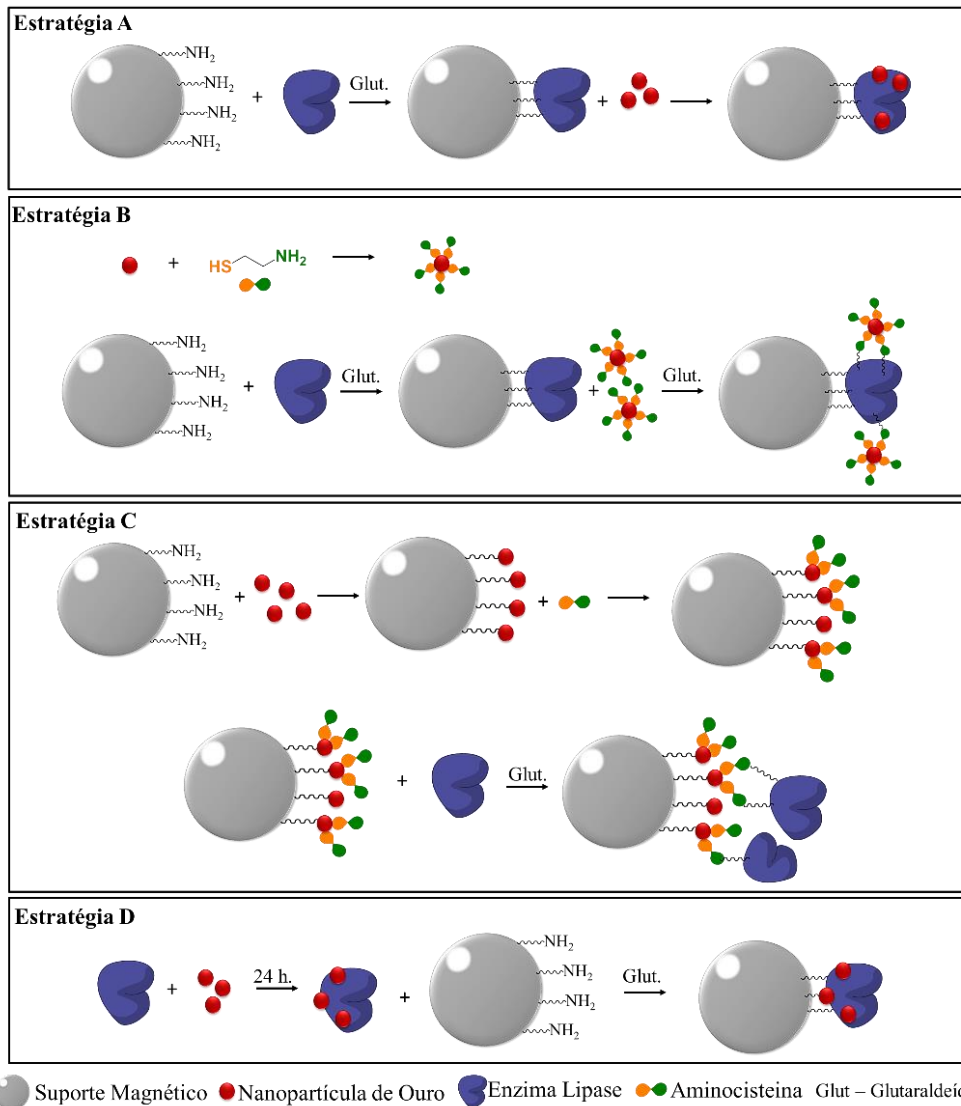 Estratégia A
NH2
NH2
NH2
NH2
+
Glut.
+
Estratégia B
+
HS
NH2
NH2
NH2
NH2
NH2
+
Glut.
+
Glut.
Estratégia C
NH2
NH2
NH2
NH2
+
+
+
Glut.
Estratégia D
+
24 h.
+
NH2
NH2
NH2
NH2
Glut.
Suporte Magnético Nanopartícula de Ouro Enzima Lipase Aminocisteina Glut – Glutaraldeíd